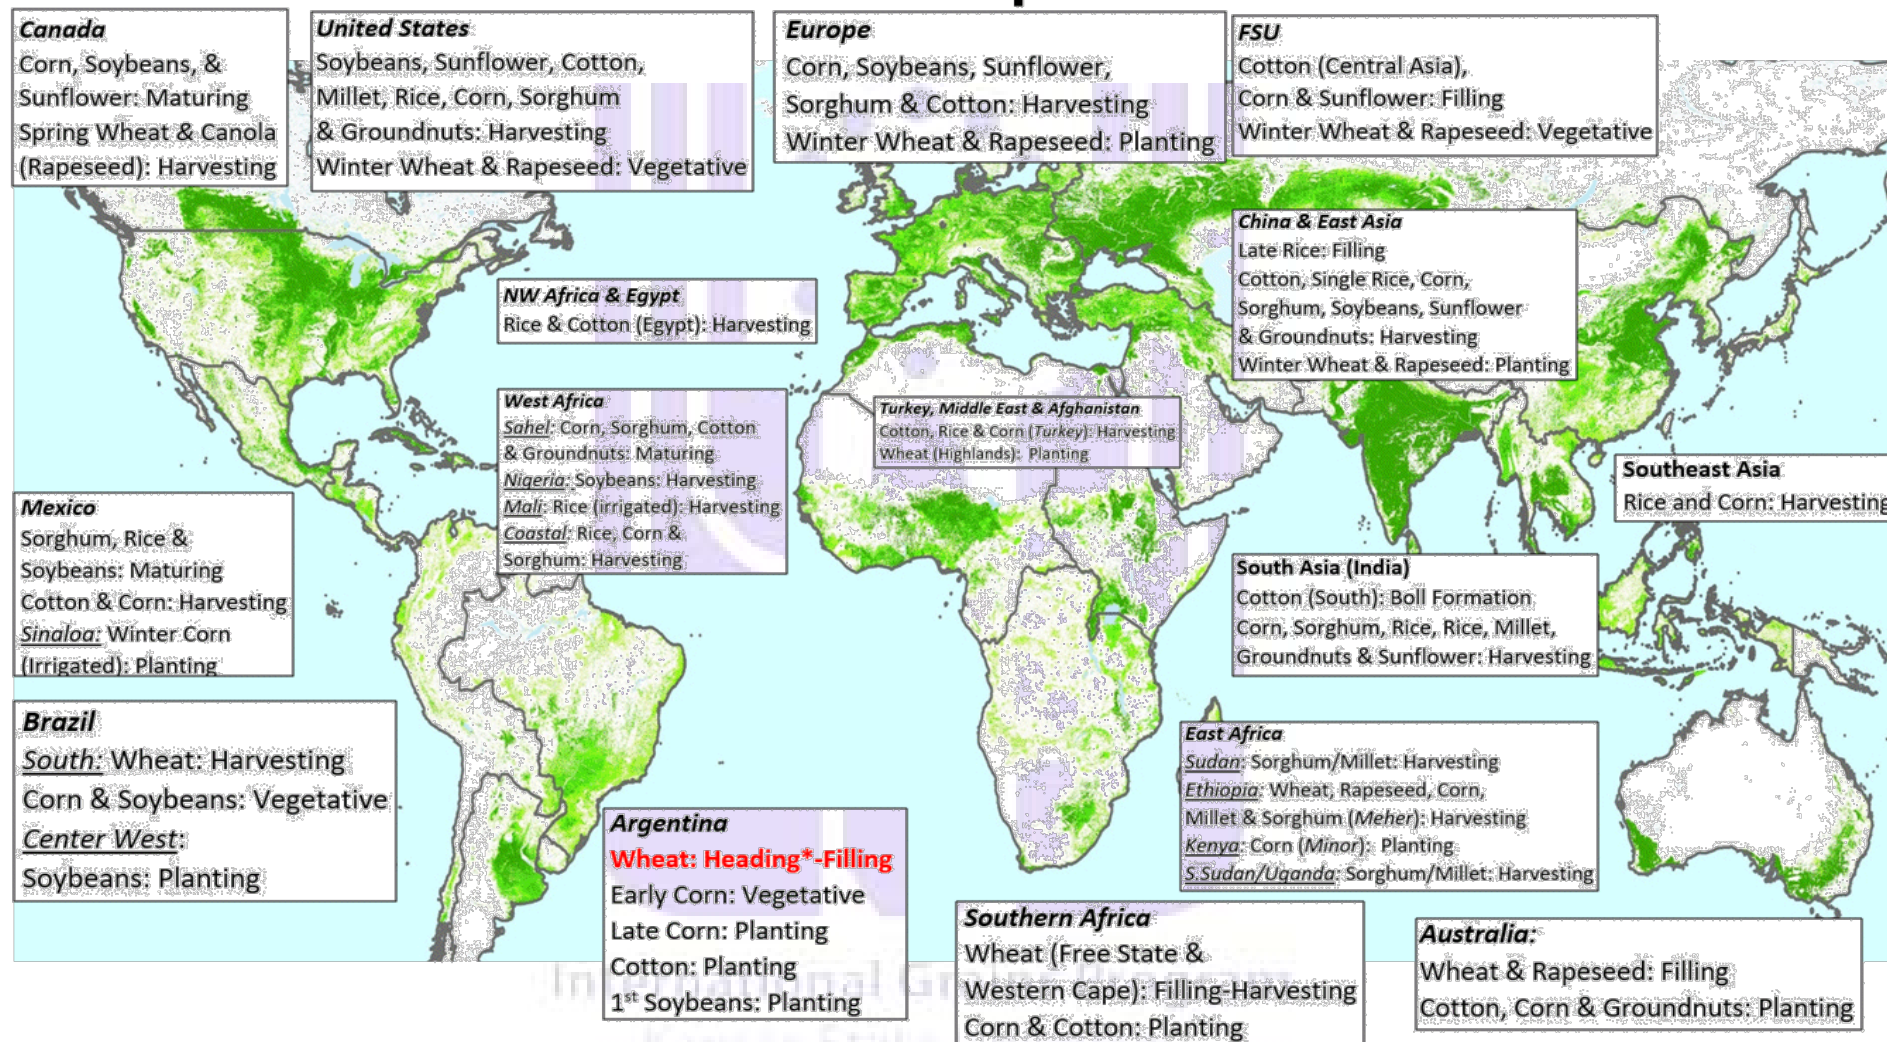 Canada
Corn, Soybeans, &
Sunflower: Maturing
Spring Wheat & Canola
(Rapeseed): Harvesting
United States
Soybeans, Sunflower, Cotton,
Millet, Rice, Corn, Sorghum
& Groundnuts: Harvesting
Winter Wheat & Rapeseed: Vegetative
Europe
Corn, Soybeans, Sunflower,
Sorghum & Cotton: Harvesting
Winter Wheat & Rapeseed: Planting
FSU
Cotton (Central Asia),
Corn & Sunflower: Filling
Winter Wheat & Rapeseed: Vegetative
China & East Asia
Late Rice: Filling
Cotton, Single Rice, Corn,
Sorghum, Soybeans, Sunflower
& Groundnuts: Harvesting
Winter Wheat & Rapeseed: Planting
NW Africa & Egypt
Rice & Cotton (Egypt): Harvesting
West Africa
Sahel: Corn, Sorghum, Cotton
& Groundnuts: Maturing
Nigeria: Soybeans: Harvesting
Mali: Rice (irrigated): Harvesting
Coastal: Rice, Corn &
Sorghum: Harvesting
Turkey, Middle East & Afghanistan
Cotton, Rice & Corn (Turkey): Harvesting
Wheat (Highlands): Planting
Southeast Asia
Rice and Corn: Harvesting
Mexico
Sorghum, Rice &
Soybeans: Maturing
Cotton & Corn: Harvesting
Sinaloa: Winter Corn
(Irrigated): Planting
South Asia (India)
Cotton (South): Boll Formation
Corn, Sorghum, Rice, Rice, Millet,
Groundnuts & Sunflower: Harvesting
Brazil
South: Wheat: Harvesting
Corn & Soybeans: Vegetative
Center West:
Soybeans: Planting
East Africa
Sudan: Sorghum/Millet: Harvesting
Ethiopia: Wheat, Rapeseed, Corn,
Millet & Sorghum (Meher): Harvesting
Kenya: Corn (Minor): Planting
S.Sudan/Uganda: Sorghum/Millet: Harvesting
Argentina
Wheat: Heading*-Filling
Early Corn: Vegetative
Late Corn: Planting
Cotton: Planting
1st Soybeans: Planting
Southern Africa
Wheat (Free State &
Western Cape): Filling-Harvesting
Corn & Cotton: Planting
Australia:
Wheat & Rapeseed: Filling
Cotton, Corn & Groundnuts: Planting
International Grains Program